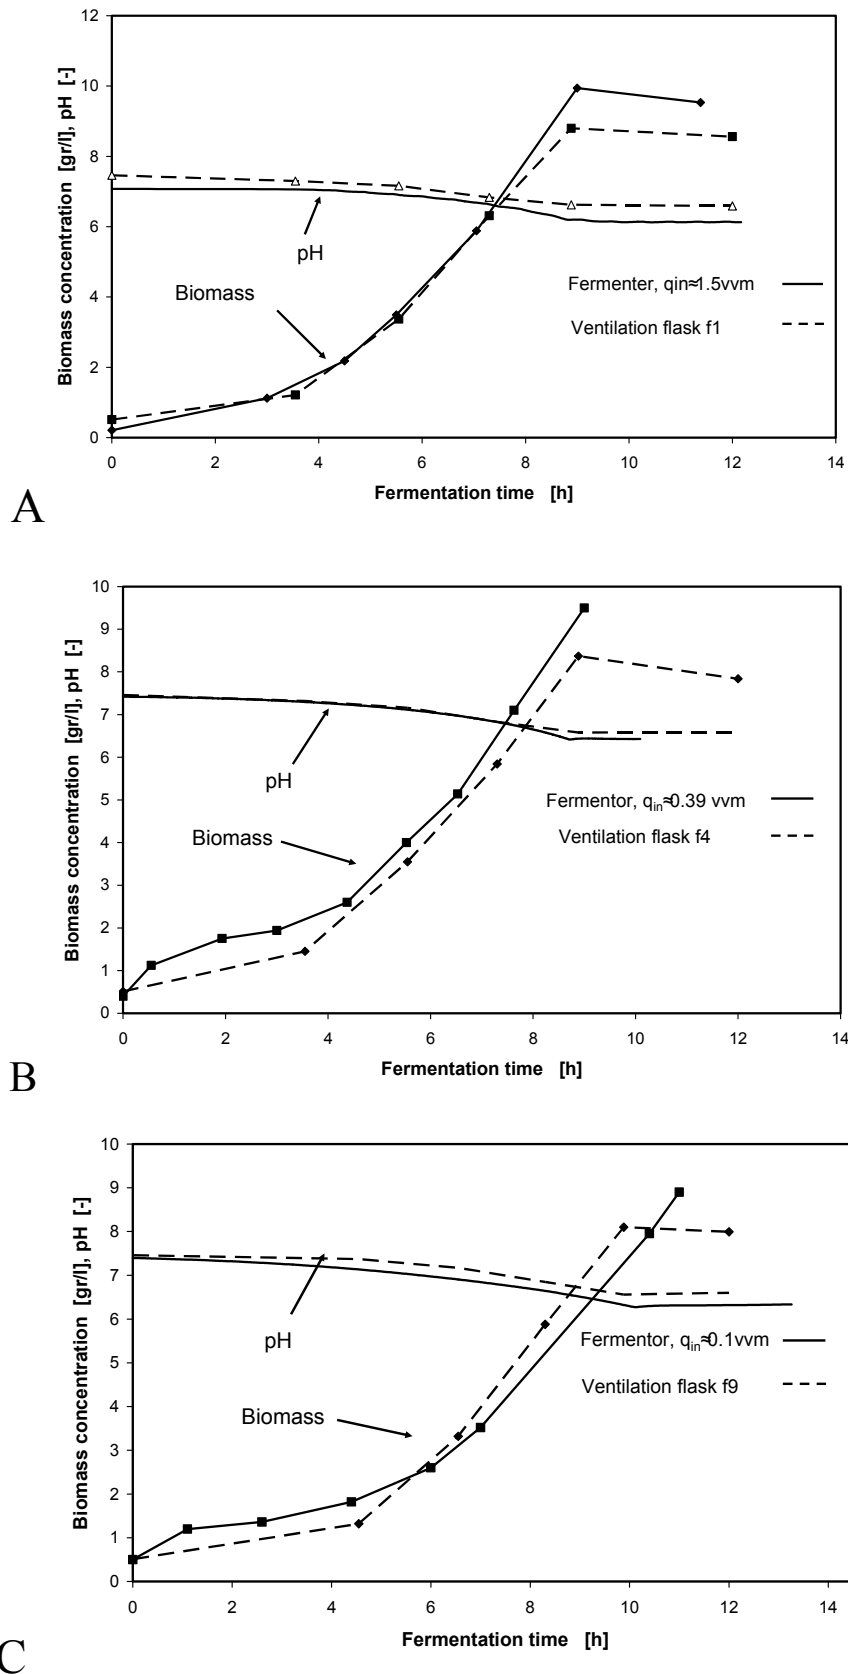 12
10
8
6
4
2
0
Biomass concentration [gr/l], pH [-]
pH
Biomass
Fermenter, qin≈1.5vvm
Ventilation flask f1
0 2 4 6 8 10 12 14
Fermentation time [h]
A
10
9
8
7
6
5
4
3
2
1
0
Biomass concentration [gr/l], pH [-]
pH
Biomass
Fermentor, qin≈0.39 vvm
Ventilation flask f4
0 2 4 6 8 10 12 14
Fermentation time [h]
B
10
9
8
7
6
5
4
3
2
1
0
Biomass concentration [gr/l], pH [-]
pH
Biomass
Fermentor, qin≈0.1vvm
Ventilation flask f9
0 2 4 6 8 10 12 14
Fermentation time [h]
C